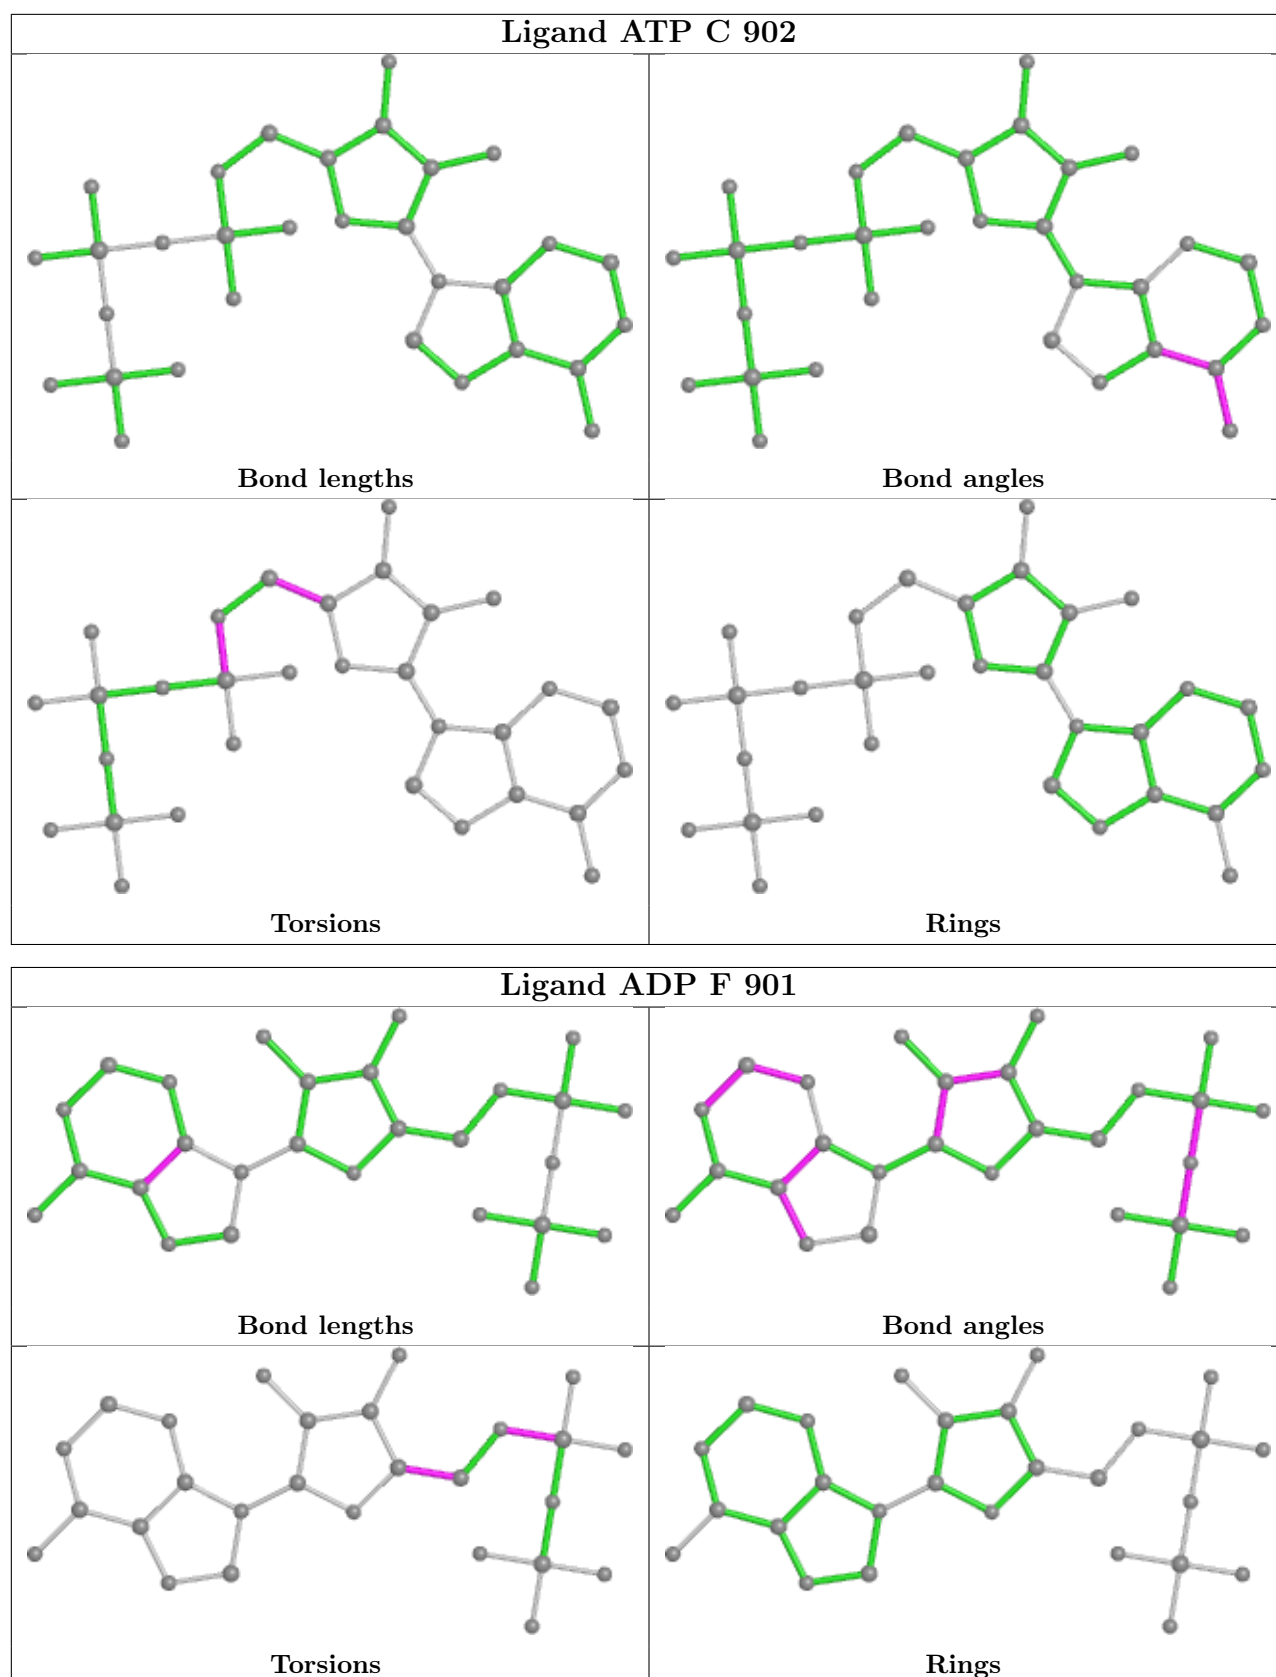 Ligand ATP C 902
Bond lengths
Bond angles
Torsions
Rings
Ligand ADP F 901
Bond lengths
Bond angles
Torsions
Rings